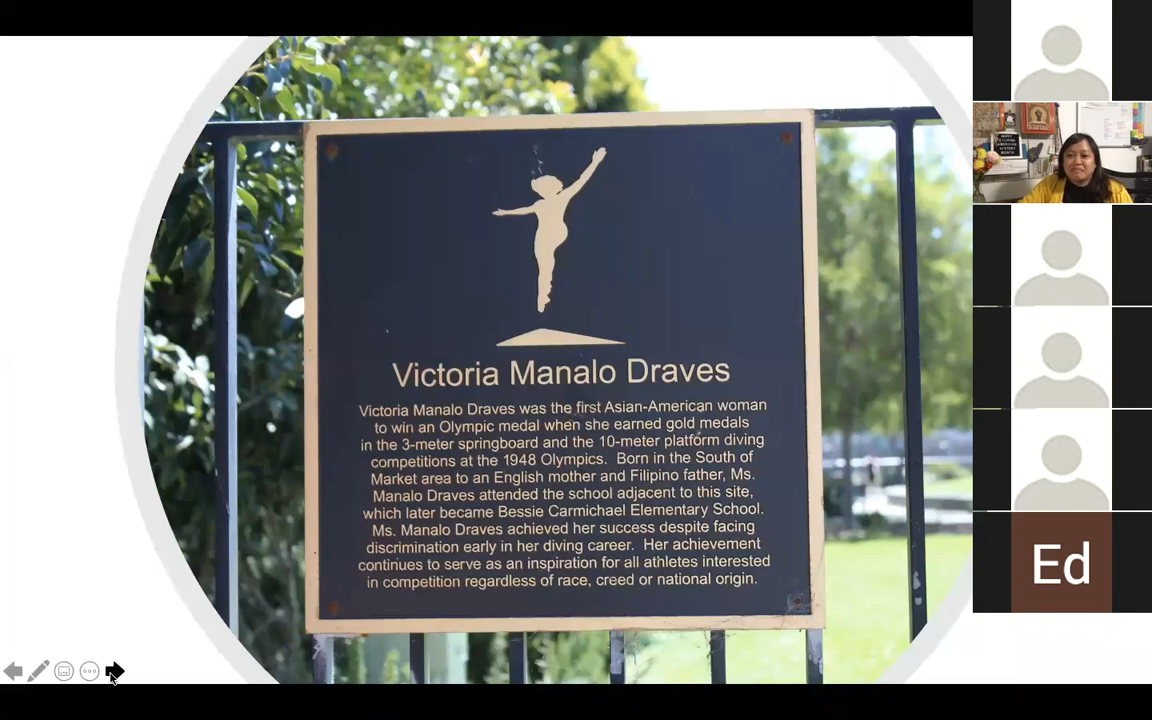 Victoria Manalo Draves
Victoria Manalo Draves was the first Asian-American woman
to win an Olympic medal when she earned gold medals
in the 3-meter springboard and the 10-meter platform diving
competitions at the 1948 Olympics. Born in the South of
Market area to an English mother and Filipino father, Ms.
Manalo Draves attended the school adjacent to this site,
which later became Bessie Carmichael Elementary School.
Ms. Manalo Draves achieved her success despite facing
discrimination early in her diving career. Her achievement
continues to serve as an inspiration for all athletes interested
in competition regardless of race, creed or national origin.
Ed